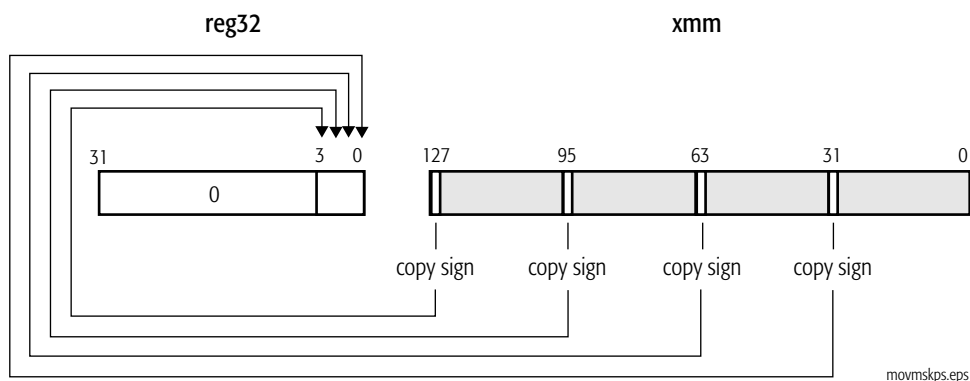 reg32 xmm
31 3 0 127 95 63 31 0
0
copy sign copy sign copy sign copy sign
movmskps.eps